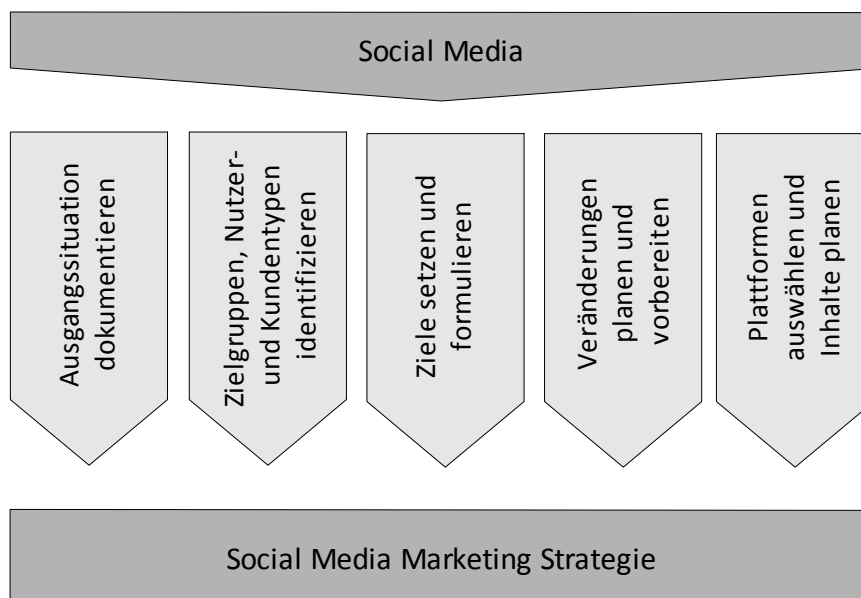 Social Media
Ausgangssituation
dokumentieren
Zielgruppen, Nutzer-
und Kundentypen
identifizieren
Ziele setzen und
formulieren
Veränderungen
planen und
vorbereiten
Plattformen
auswählen und
Inhalte planen
Social Media Marketing Strategie